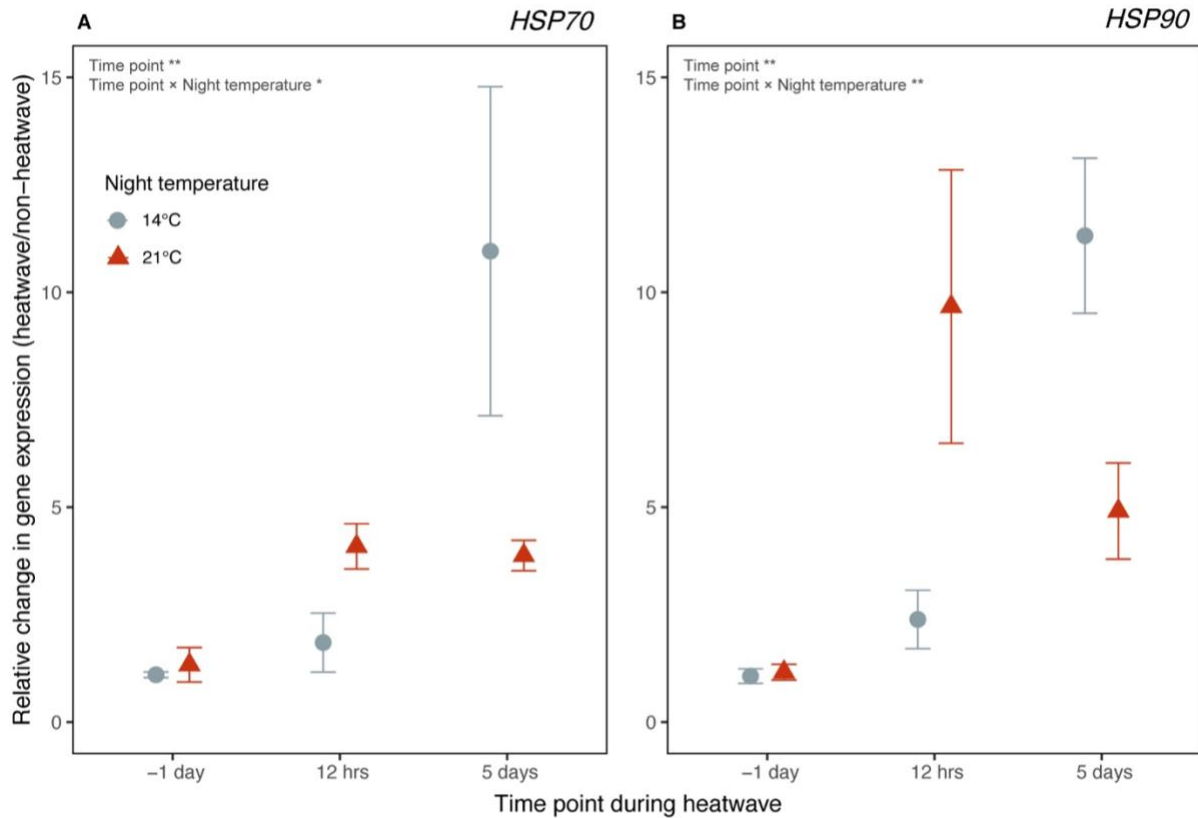 A
HSP70
B
HSP90
Time point **
Time point × Night temperature *
Time point **
Time point × Night temperature **
Night temperature
14°C
21°C
Relative change in gene expression (heatwave/non−heatwave)
15
10
5
0
15
10
5
0
−1 day
12 hrs
5 days
−1 day
12 hrs
5 days
Time point during heatwave